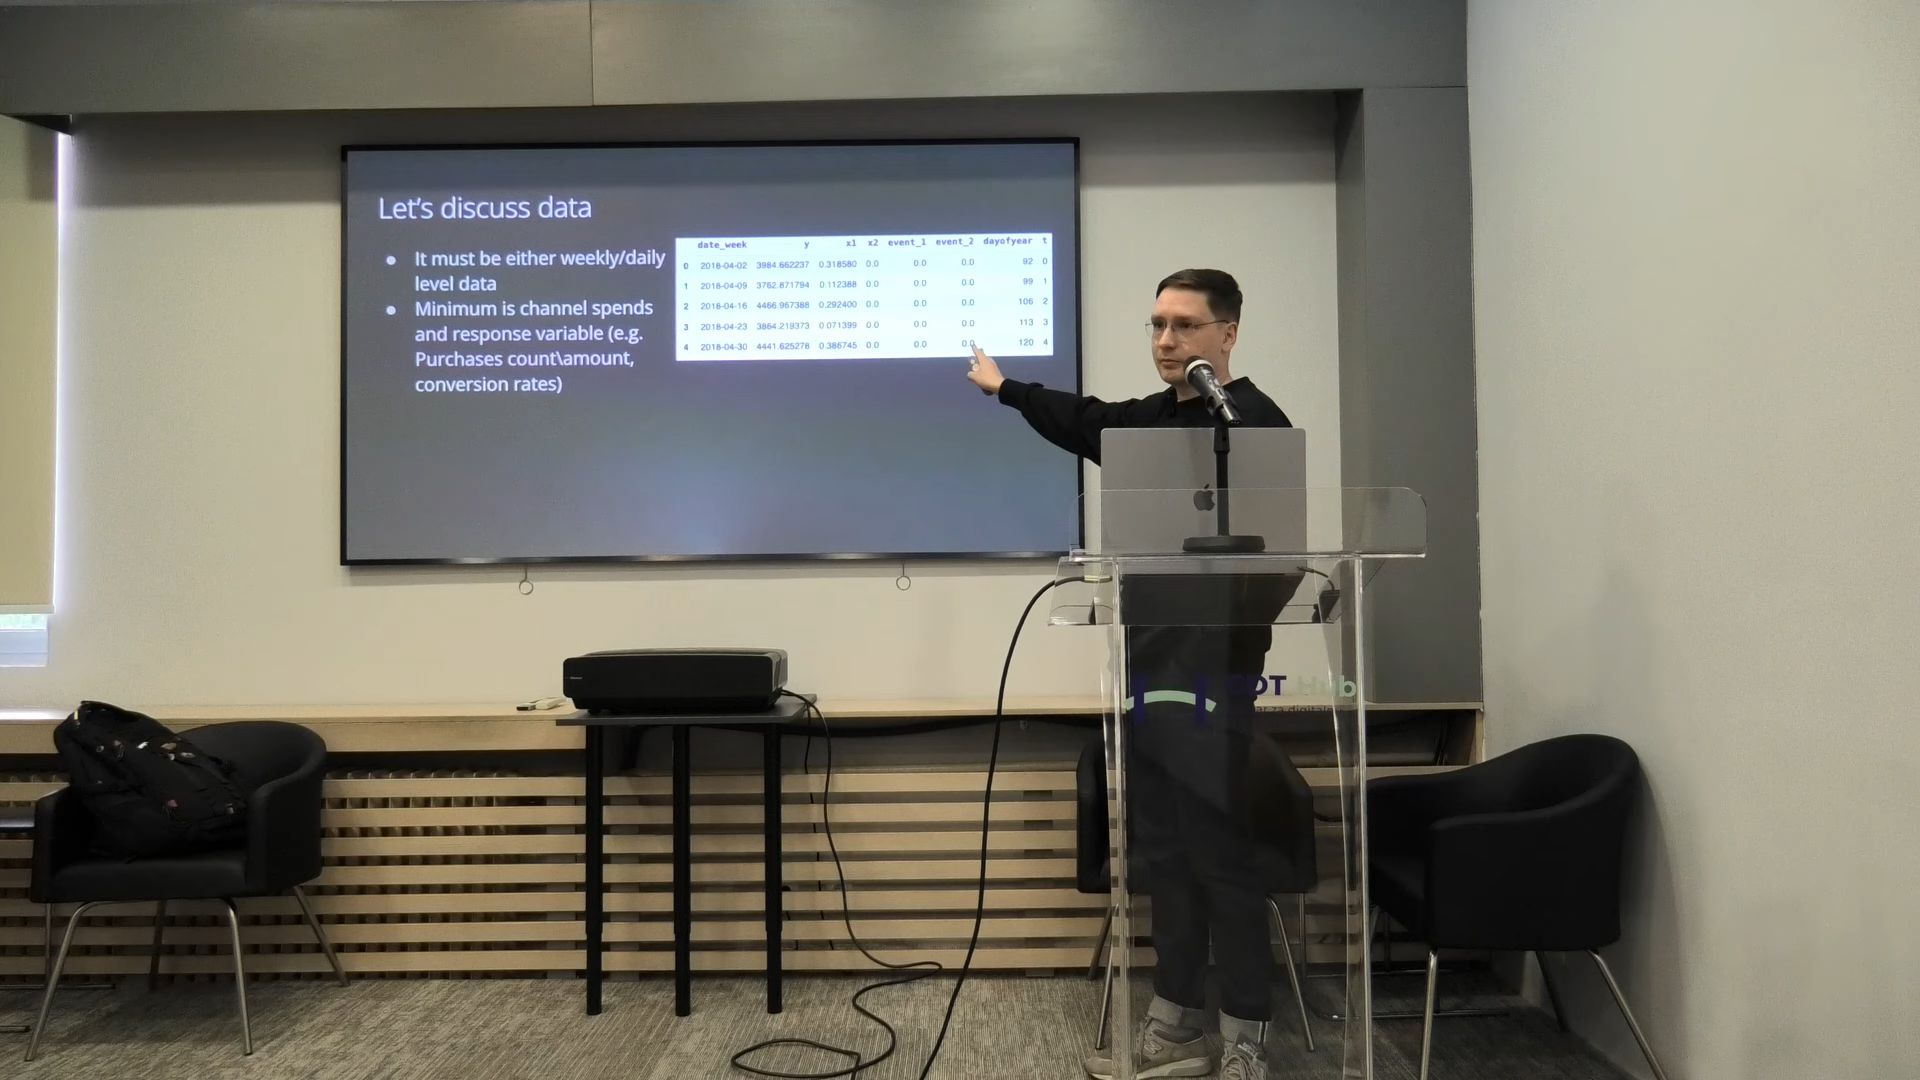 Let's discuss data
● It must be either weekly/daily
level data
● Minimum is channel spends
and response variable (e.g.
Purchases count\amount,
conversion rates)
date_week y x1 x2 event_1 event_2 dayofyear t
0 2018-04-02 3984.662237 0.318580 0.0 0.0 0.0 92 0
1 2018-04-09 3762.871794 0.112388 0.0 0.0 0.0 99 1
2 2018-04-16 4466.967388 0.292400 0.0 0.0 0.0 106 2
3 2018-04-23 3864.219373 0.071399 0.0 0.0 0.0 113 3
4 2018-04-30 4441.625278 0.386745 0.0 0.0 0.0 120 4
Hub
za